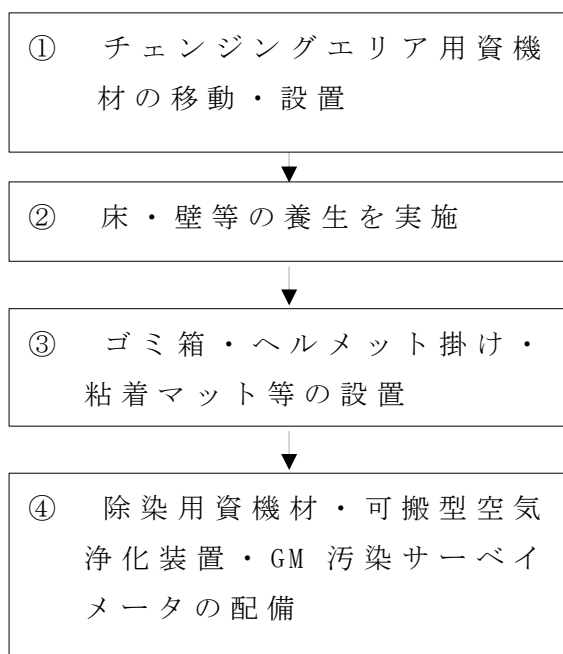 ① チェンジングエリア用資機
材の移動・設置
② 床・壁等の養生を実施
③ ゴミ箱・ヘルメット掛け・
粘着マット等の設置
④ 除染用資機材・可搬型空気
浄化装置・GM 汚染サーベイ
メータの配備